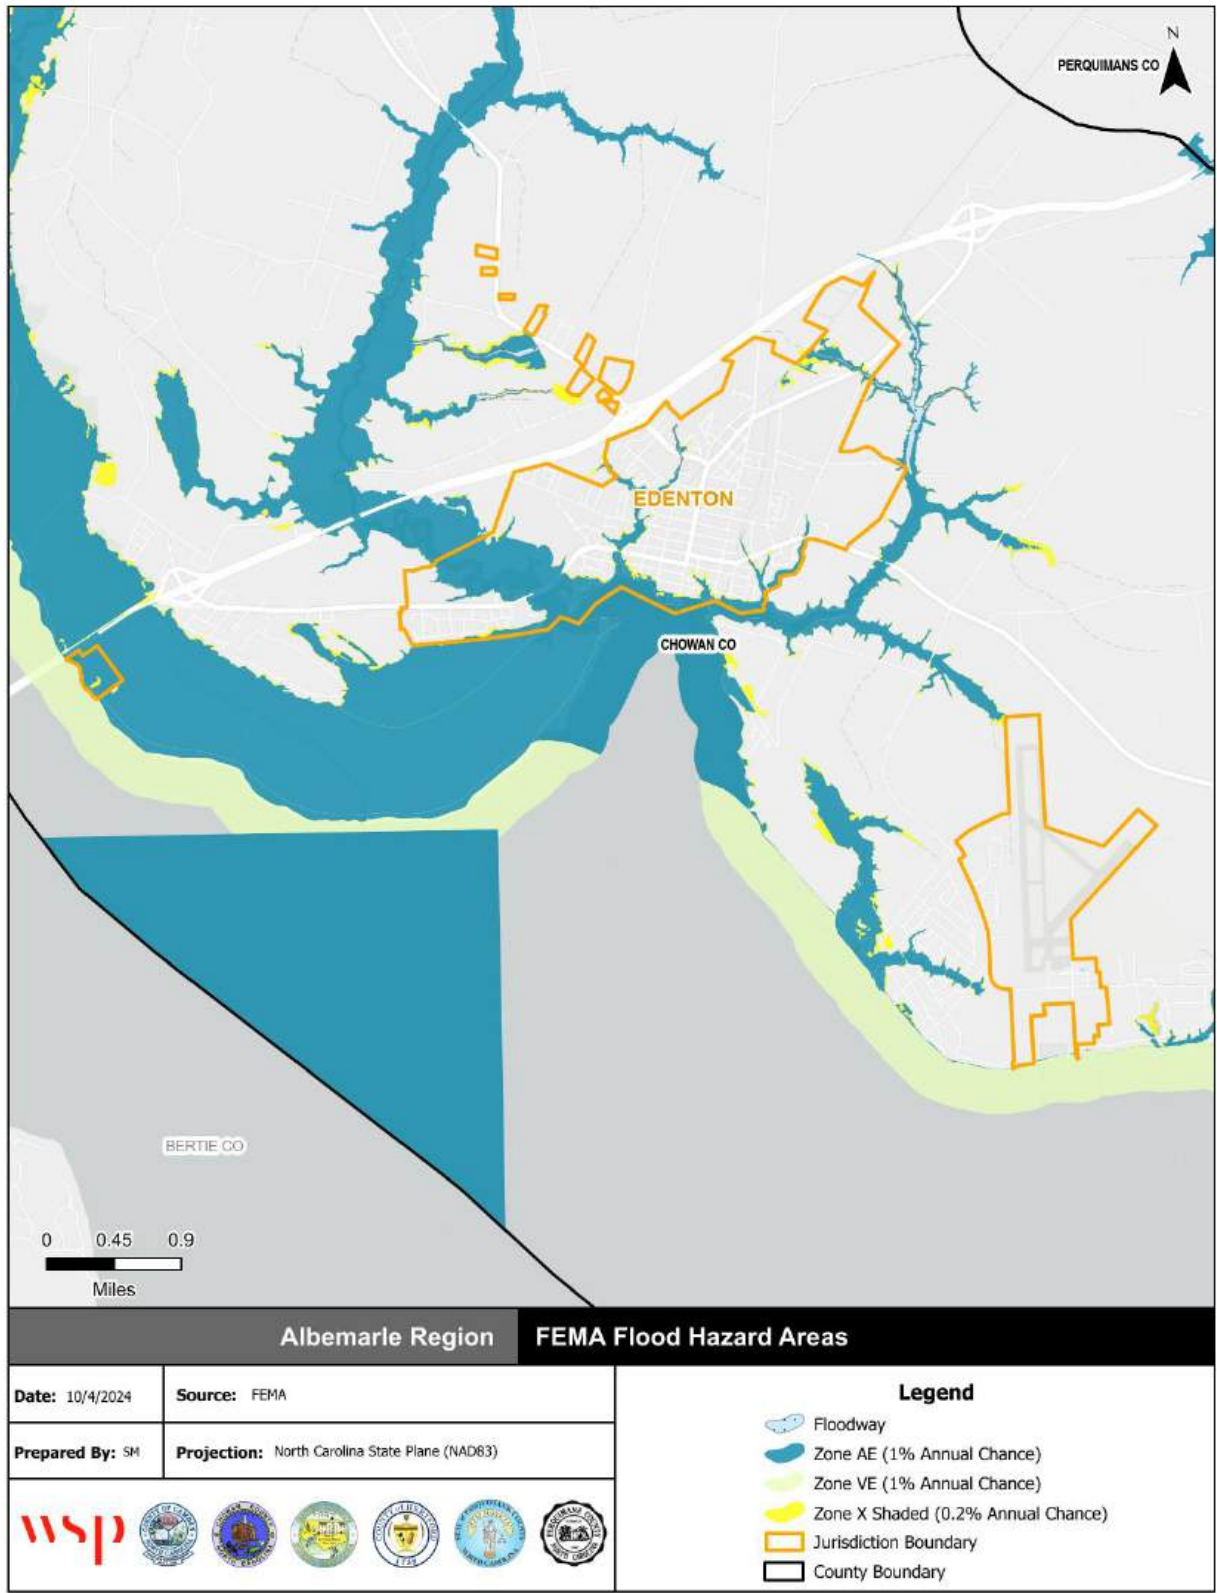 N
PERQUIMANS CO
EDENTON
CHOWAN CO
BERTIE CO
0 0.45 0.9
Miles
Albemarle Region FEMA Flood Hazard Areas
Date: 10/4/2024
Source: FEMA
Prepared By: SM
Projection: North Carolina State Plane (NAD83)
wsp
Legend
Floodway
Zone AE (1% Annual Chance)
Zone VE (1% Annual Chance)
Zone X Shaded (0.2% Annual Chance)
Jurisdiction Boundary
County Boundary